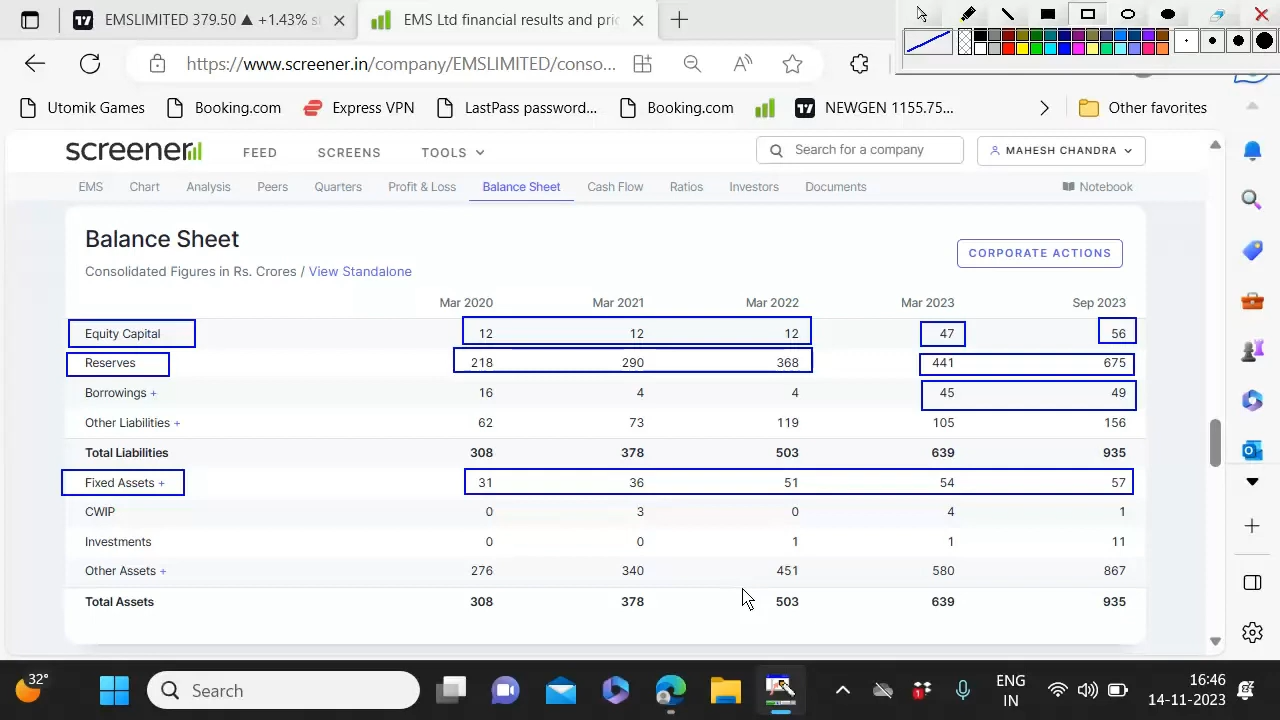 EMSLIMITED 379.50 ▲ +1.43%
EMS Ltd financial results and pric
https://www.screener.in/company/EMSLIMITED/conso...
Utomik Games
Booking.com
Express VPN
LastPass password...
Booking.com
NEWGEN 1155.75...
Other favorites
screener
FEED
SCREENS
TOOLS
Search for a company
MAHESH CHANDRA
EMS Chart Analysis Peers Quarters Profit & Loss Balance Sheet Cash Flow Ratios Investors Documents Notebook
Balance Sheet
CORPORATE ACTIONS
Consolidated Figures in Rs. Crores / View Standalone
Mar 2020 Mar 2021 Mar 2022 Mar 2023 Sep 2023
Equity Capital 12 12 12 47 56
Reserves 218 290 368 441 675
Borrowings + 16 4 4 45 49
Other Liabilities + 62 73 119 105 156
Total Liabilities 308 378 503 639 935
Fixed Assets + 31 36 51 54 57
CWIP 0 3 0 4 1
Investments 0 0 1 1 11
Other Assets + 276 340 451 580 867
Total Assets 308 378 503 639 935
32°
Search
ENG
IN
16:46
14-11-2023